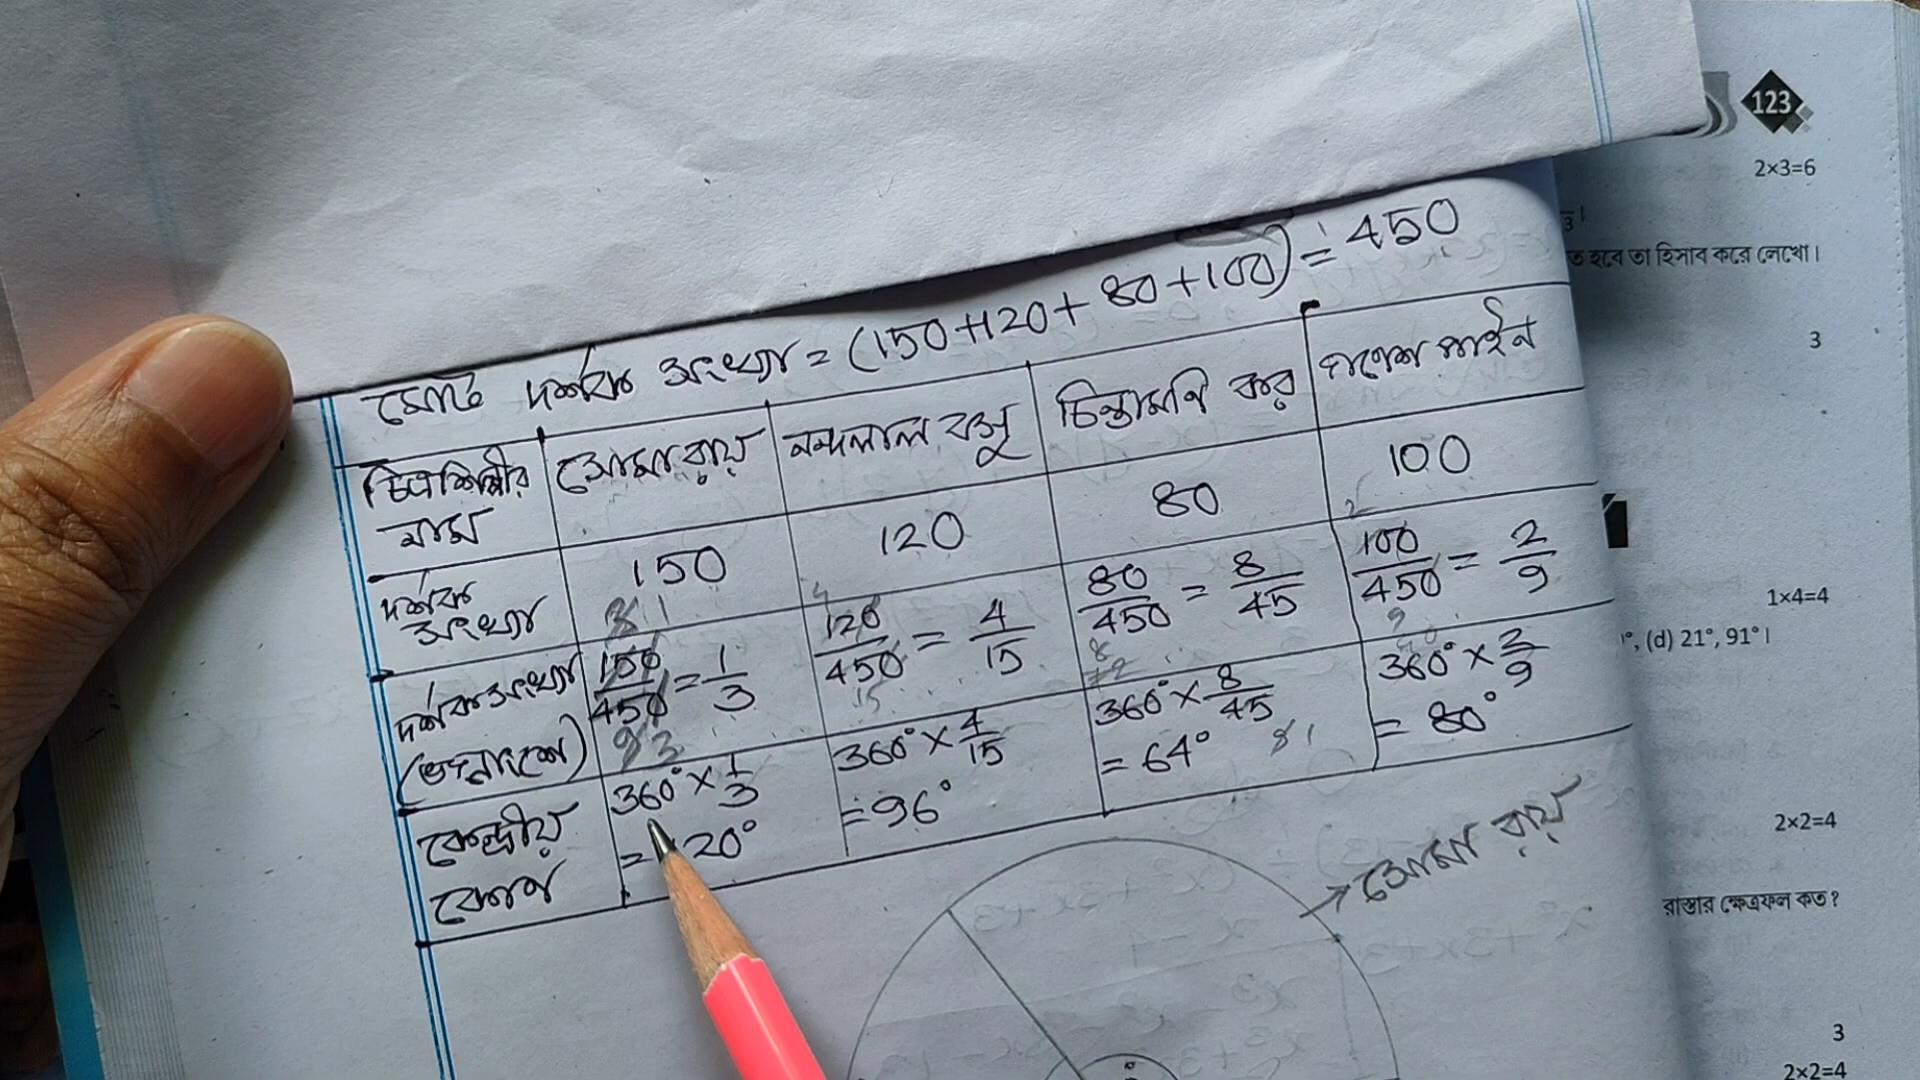 মোট দর্শক সংখ্যা = (150+120+80+100) = 450
চিত্রশিল্পীর নাম সোমা রায় নন্দলাল বসু চিন্তামণি কর গণেশ পাইন
দর্শক সংখ্যা 150 120 80 100
দর্শকসংখ্যা (ভগ্নাংশে) 150/450 = 1/3 120/450 = 4/15 80/450 = 8/45 100/450 = 2/9
কেন্দ্রীয় কোণ 360° × 1/3 = 120° 360° × 4/15 = 96° 360° × 8/45 = 64° 360° × 2/9 = 80°
সোমা রায়
123
2×3=6
হবে তা হিসাব করে লেখো।
3
1×4=4
(d) 21°, 91°।
2×2=4
রাস্তার ক্ষেত্রফল কত?
3
2×2=4